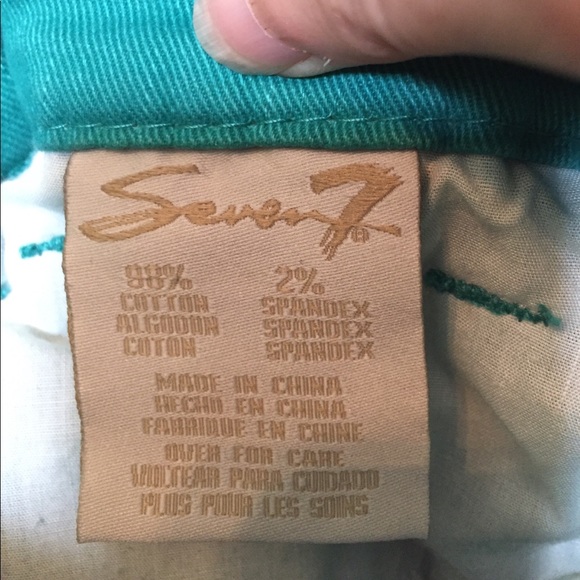 Seven7®
98% 2%
COTTON SPANDEX
ALGODON SPANDEX
COTON SPANDEX
MADE IN CHINA
HECHO EN CHINA
FABRIQUE EN CHINE
OVER FOR CARE
VOLTEAR PARA CUIDADO
PLUS POUR LES SOINS